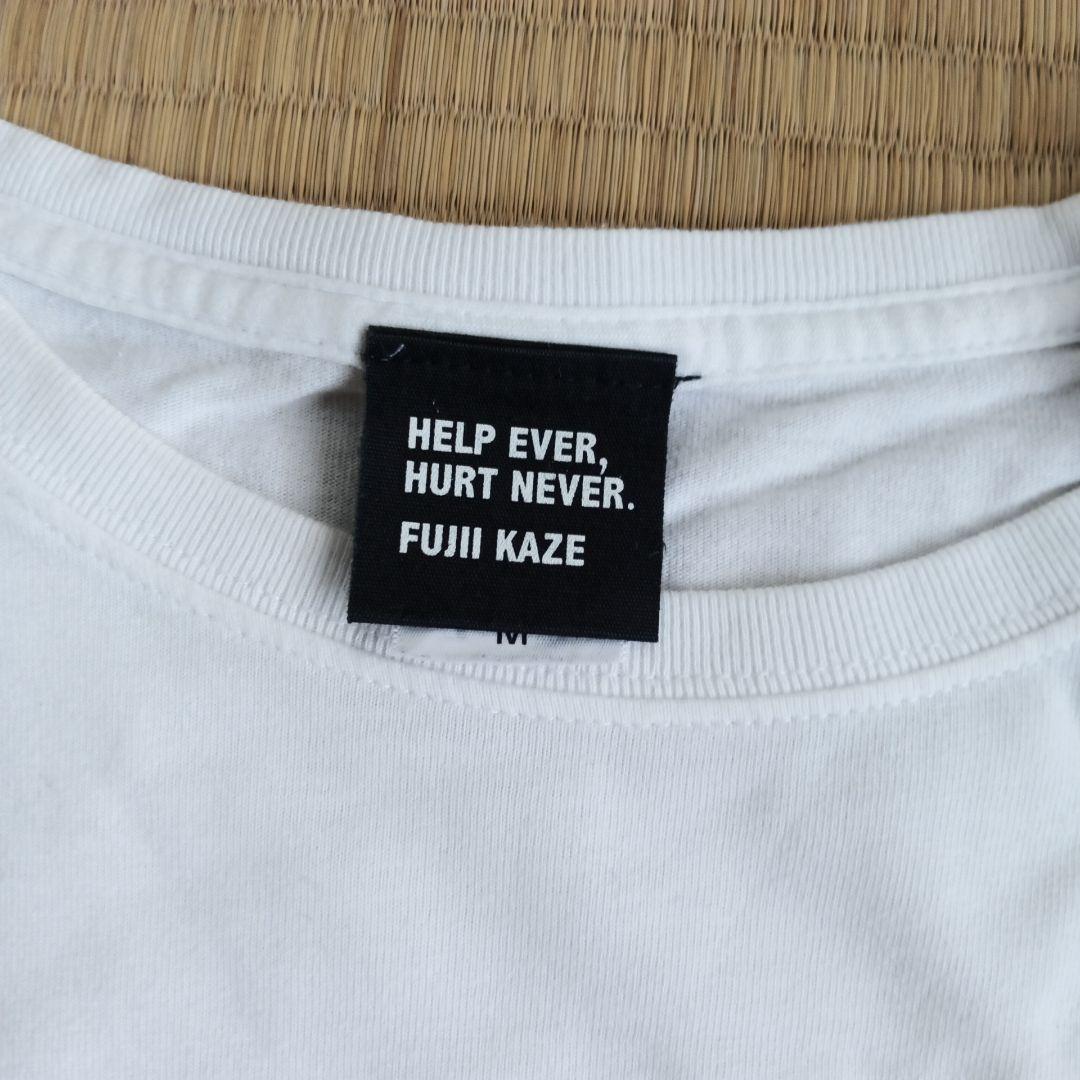 HELP EVER,
HURT NEVER.
FUJII KAZE
M